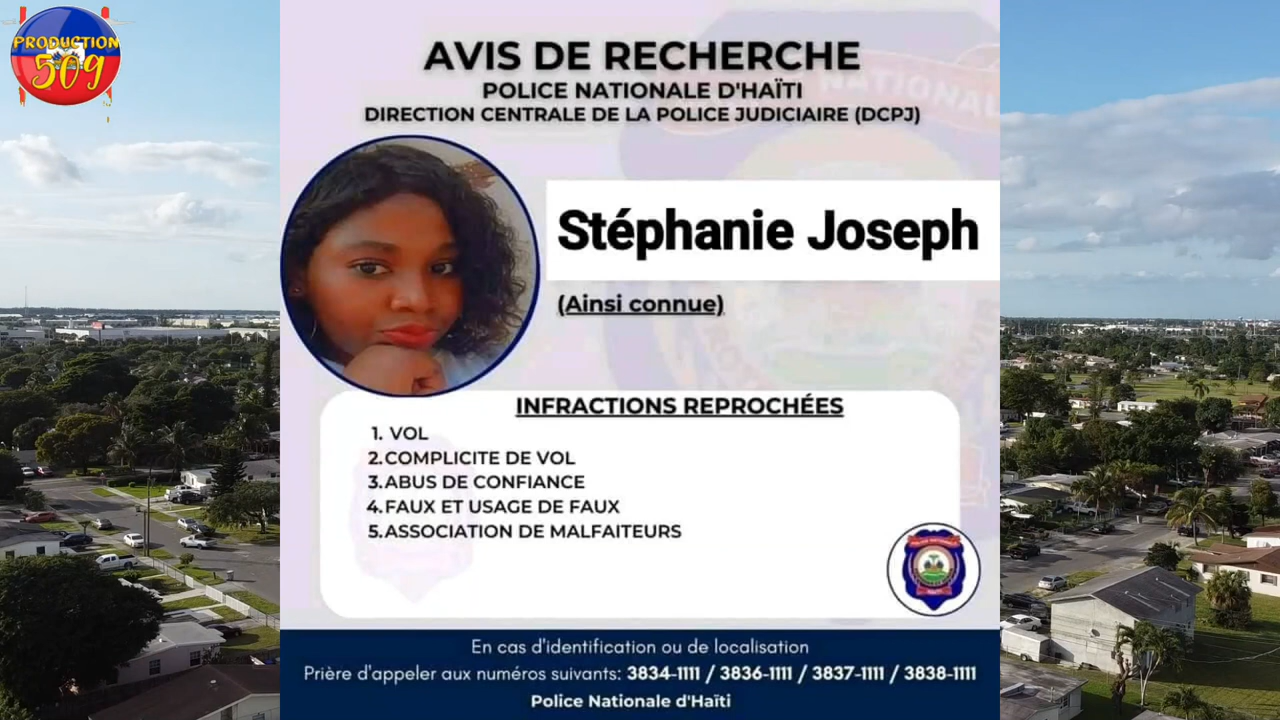 PRODUCTION
509
AVIS DE RECHERCHE
POLICE NATIONALE D'HAÏTI
DIRECTION CENTRALE DE LA POLICE JUDICIAIRE (DCPJ)
Stéphanie Joseph
(Ainsi connue)
INFRACTIONS REPROCHÉES
1. VOL
2.COMPLICITE DE VOL
3.ABUS DE CONFIANCE
4.FAUX ET USAGE DE FAUX
5.ASSOCIATION DE MALFAITEURS
POLICE NATIONALE
HAITI
En cas d'identification ou de localisation
Prière d'appeler aux numéros suivants: 3834-1111 / 3836-1111 / 3837-1111 / 3838-1111
Police Nationale d'Haïti